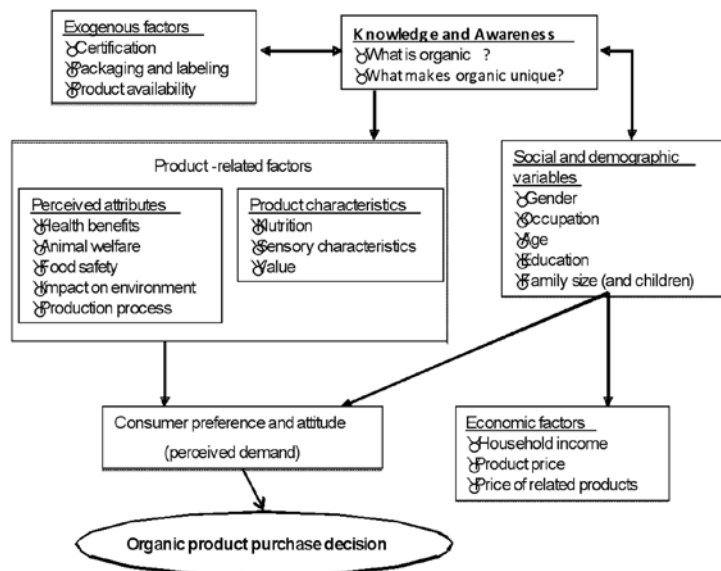 Exogenous factors
Certification
Packaging and labeling
Product availability
Knowledge and Awareness
What is organic ?
What makes organic unique?
Product -related factors
Perceived attributes
Health benefits
Animal welfare
Food safety
Impact on environment
Production process
Product characteristics
Nutrition
Sensory characteristics
Value
Social and demographic
variables
Gender
Occupation
Age
Education
Family size (and children)
Consumer preference and attitude
(perceived demand)
Economic factors
Household income
Product price
Price of related products
Organic product purchase decision